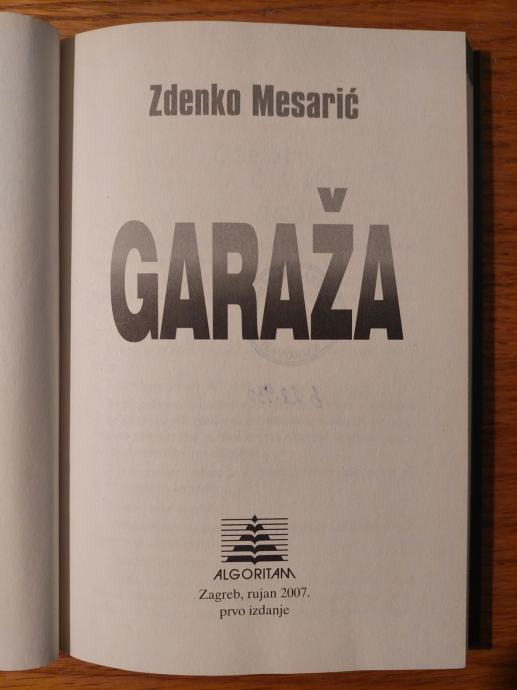 Zdenko Mesarić
GARAŽA
ALGORITAM
Zagreb, rujan 2007.
prvo izdanje